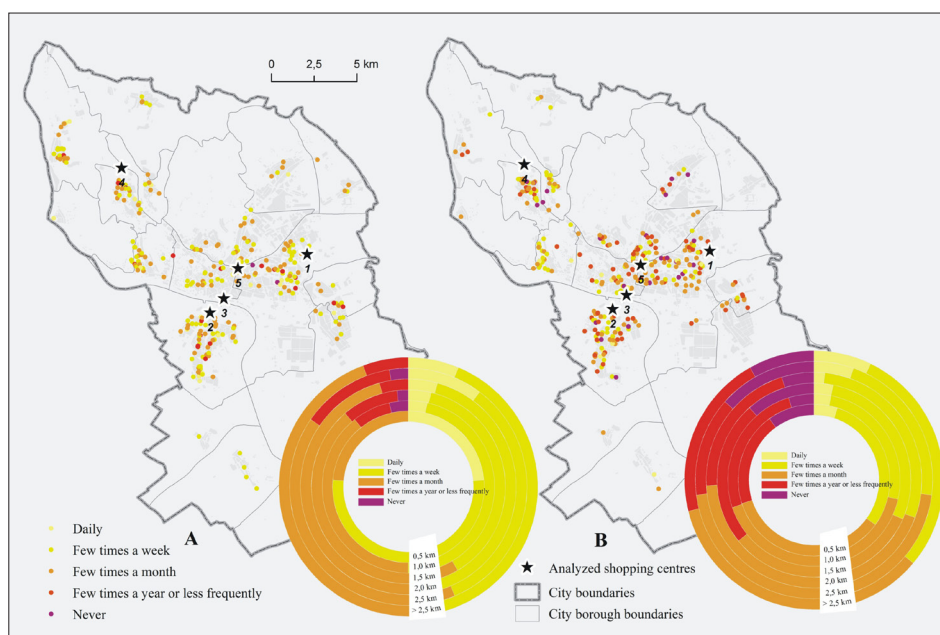 0 2,5 5 km
4
4
1
1
5
5
3
3
2
2
Daily
Few times a week
Few times a month
Few times a year or less frequently
Never
Daily
Few times a week
Few times a month
Few times a year or less frequently
Never
A
B
0,5 km
1,0 km
1,5 km
2,0 km
2,5 km
> 2,5 km
0,5 km
1,0 km
1,5 km
2,0 km
2,5 km
> 2,5 km
Daily
Few times a week
Few times a month
Few times a year or less frequently
Never
Analyzed shopping centres
City boundaries
City borough boundaries